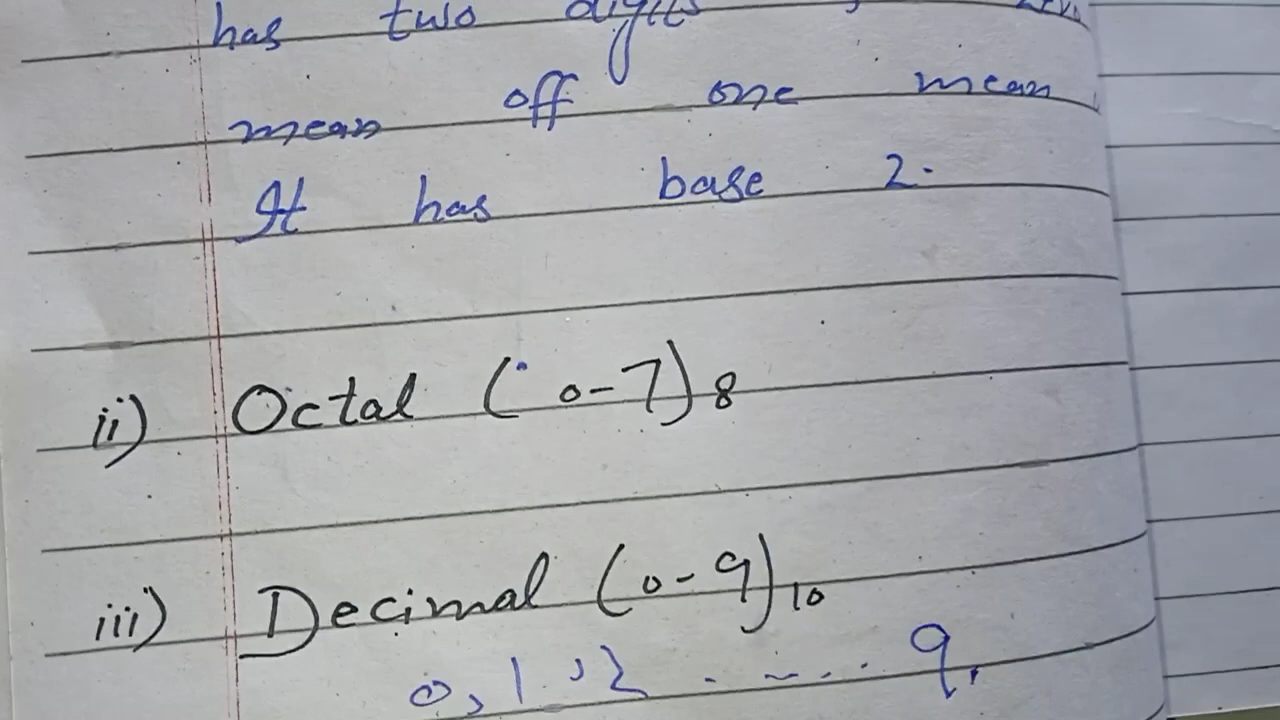 has two digits
mean off one mean
It has base 2.
ii) Octal (0-7)8
iii) Decimal (0-9)10
0, 1, 2 ...... 9,